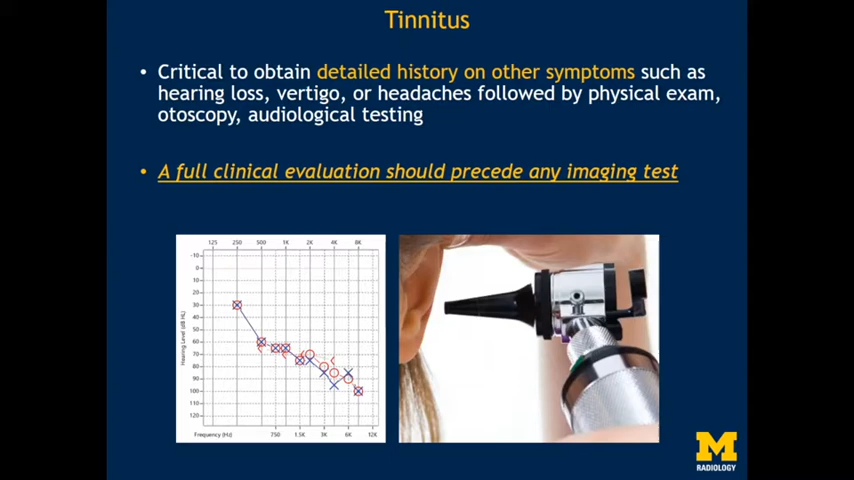 Tinnitus
• Critical to obtain detailed history on other symptoms such as
hearing loss, vertigo, or headaches followed by physical exam,
otoscopy, audiological testing
• A full clinical evaluation should precede any imaging test
125 250 500 1K 2K 4K 8K
-10
0
10
20
30
40
50
60
70
80
90
100
110
120
Hearing Level (dB HL)
Frequency (Hz) 750 1.5K 3K 6K 12K
M
RADIOLOGY